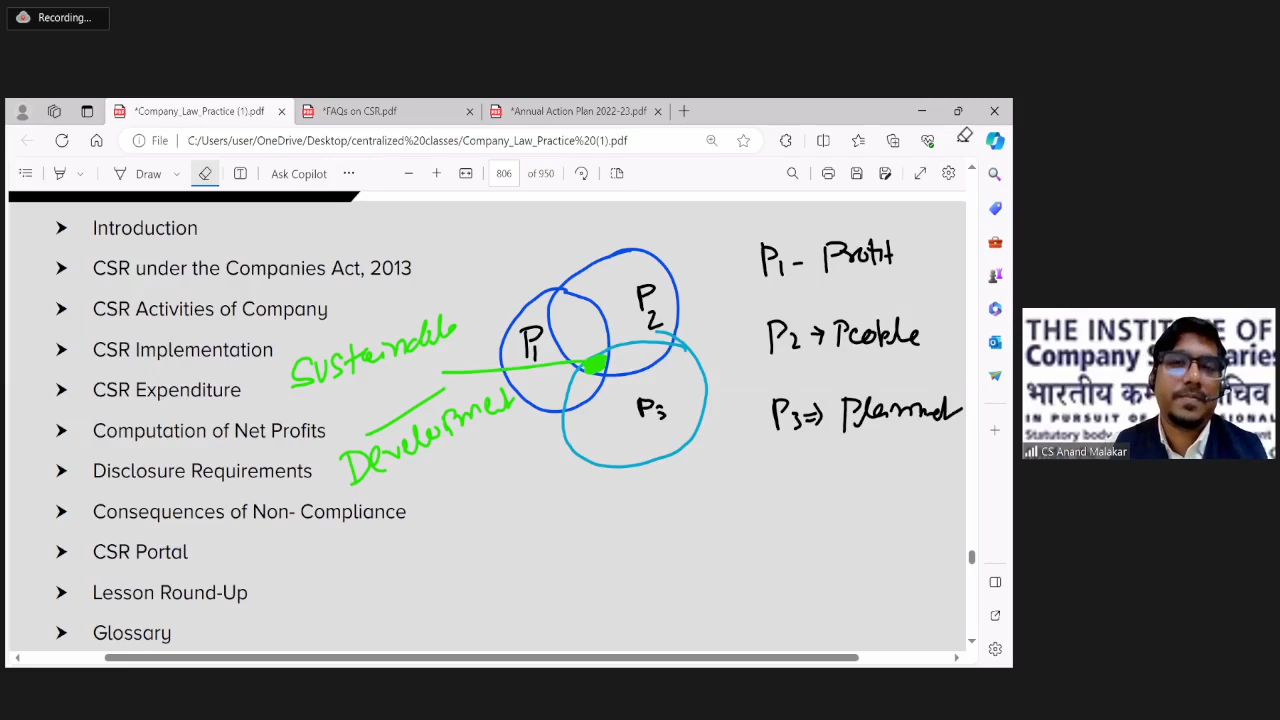 Recording...
*Company_Law_Practice (1).pdf
*FAQs on CSR.pdf
*Annual Action Plan 2022-23.pdf
File
C:/Users/user/OneDrive/Desktop/centralized%20classes/Company_Law_Practice%20(1).pdf
Draw
Ask Copilot
806 of 950
Introduction
CSR under the Companies Act, 2013
CSR Activities of Company
CSR Implementation
CSR Expenditure
Computation of Net Profits
Disclosure Requirements
Consequences of Non- Compliance
CSR Portal
Lesson Round-Up
Glossary
Sustainable
Development
P1
P2
P3
P1 - Profit
P2 → People
P3 ⇒ Planet
THE INSTITUTE OF
Company
भारतीय
IN PURSUIT OF
Statutory body
CS Anand Malakar